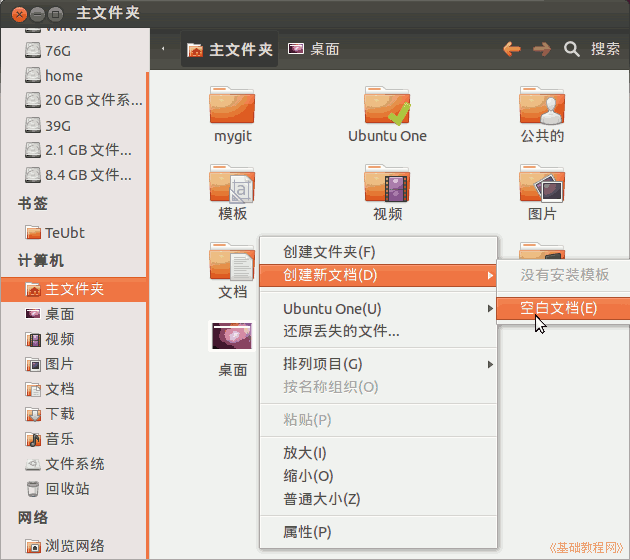 主文件夹
WINXP
76G
home
20 GB 文件系...
39G
2.1 GB 文件...
8.4 GB 文件...
书签
TeUbt
计算机
主文件夹
桌面
视频
图片
文档
下载
音乐
文件系统
回收站
网络
浏览网络
主文件夹
桌面
搜索
mygit
Ubuntu One
公共的
模板
视频
图片
文档
桌面
创建文件夹(F)
创建新文档(D)
Ubuntu One(U)
还原丢失的文件...
排列项目(G)
按名称组织(O)
粘贴(P)
放大(I)
缩小(O)
普通大小(Z)
属性(P)
没有安装模板
空白文档(E)
《基础教程网》